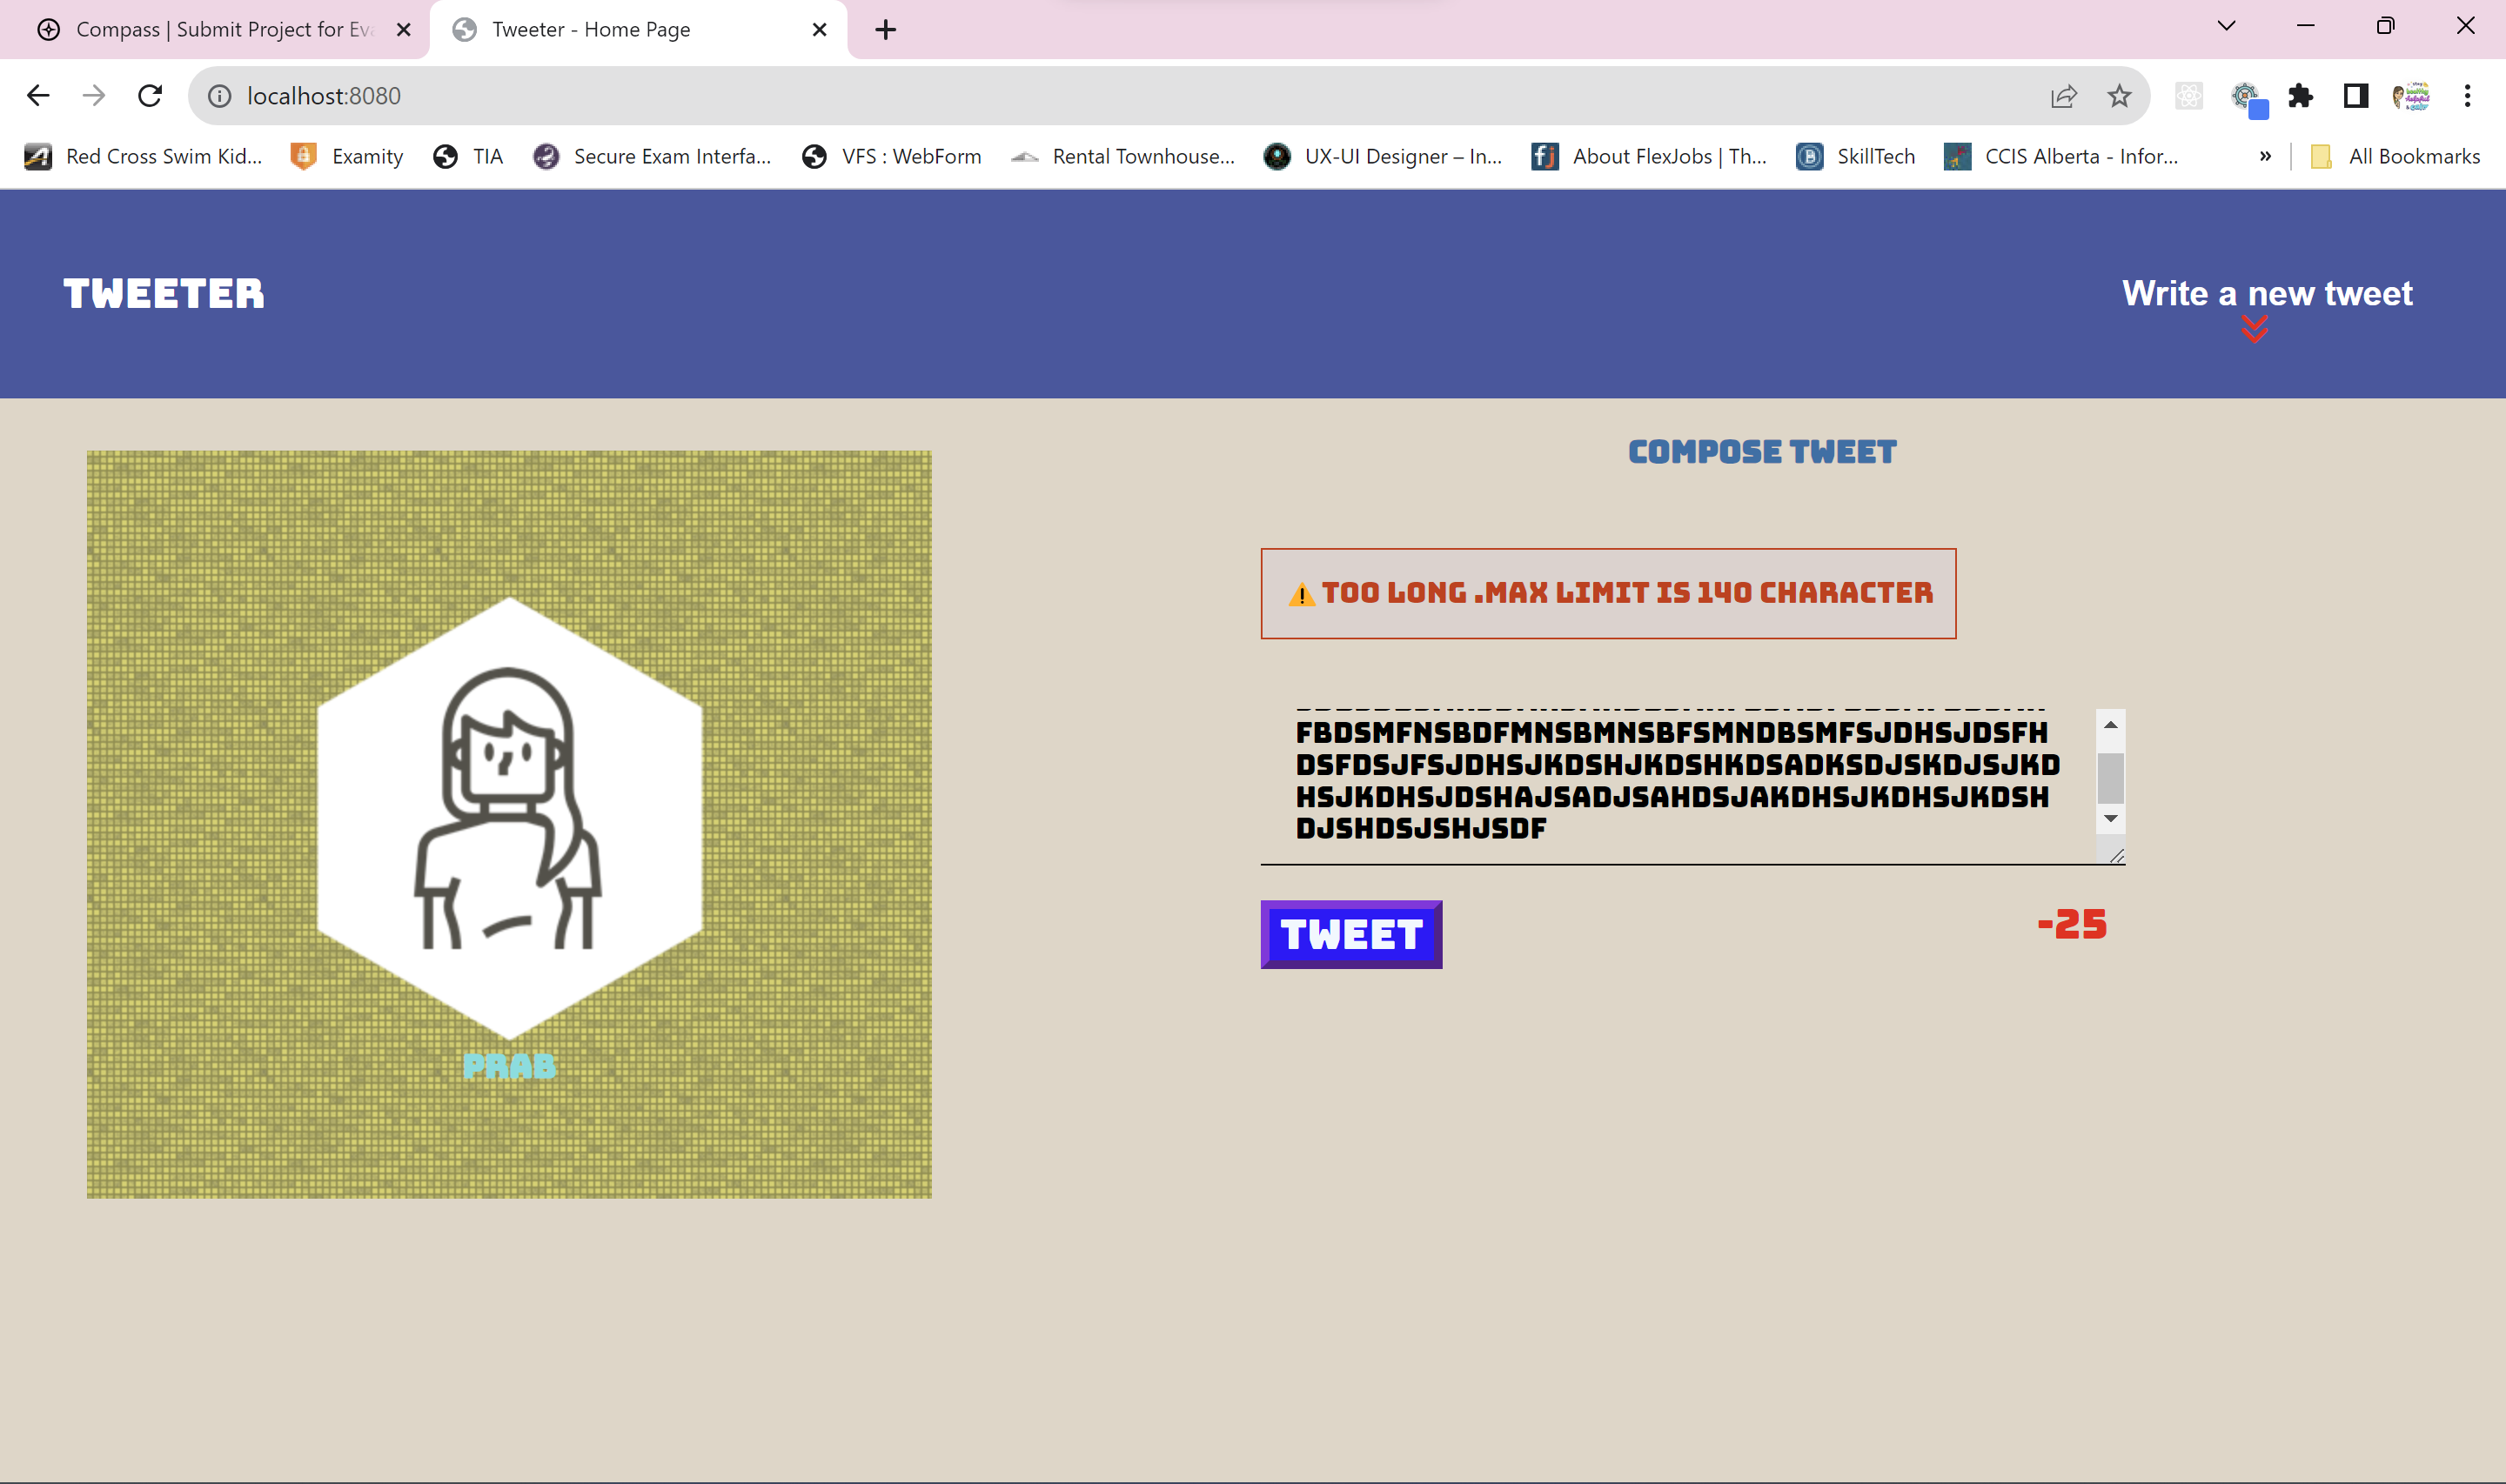 Compass | Submit Project for Eva
Tweeter - Home Page
localhost:8080
Red Cross Swim Kid...
Examity
TIA
Secure Exam Interfa...
VFS : WebForm
Rental Townhouse...
UX-UI Designer – In...
About FlexJobs | Th...
SkillTech
CCIS Alberta - Infor...
»
All Bookmarks
TWEETER
Write a new tweet
COMPOSE TWEET
⚠️ TOO LONG .MAX LIMIT IS 140 CHARACTER
FBDSMFNSBDFMNSBMNSBFSMNDBSMFSJDHSJDSFH
DSFDSJFSJDHSJKDSHJKDSHKDSADKSDJSKDJSJKD
HSJKDHSJDSHAJSADJSAHDSJAKDHSJKDHSJKDSH
DJSHDSJSHJSDF
TWEET
-25
PRAB